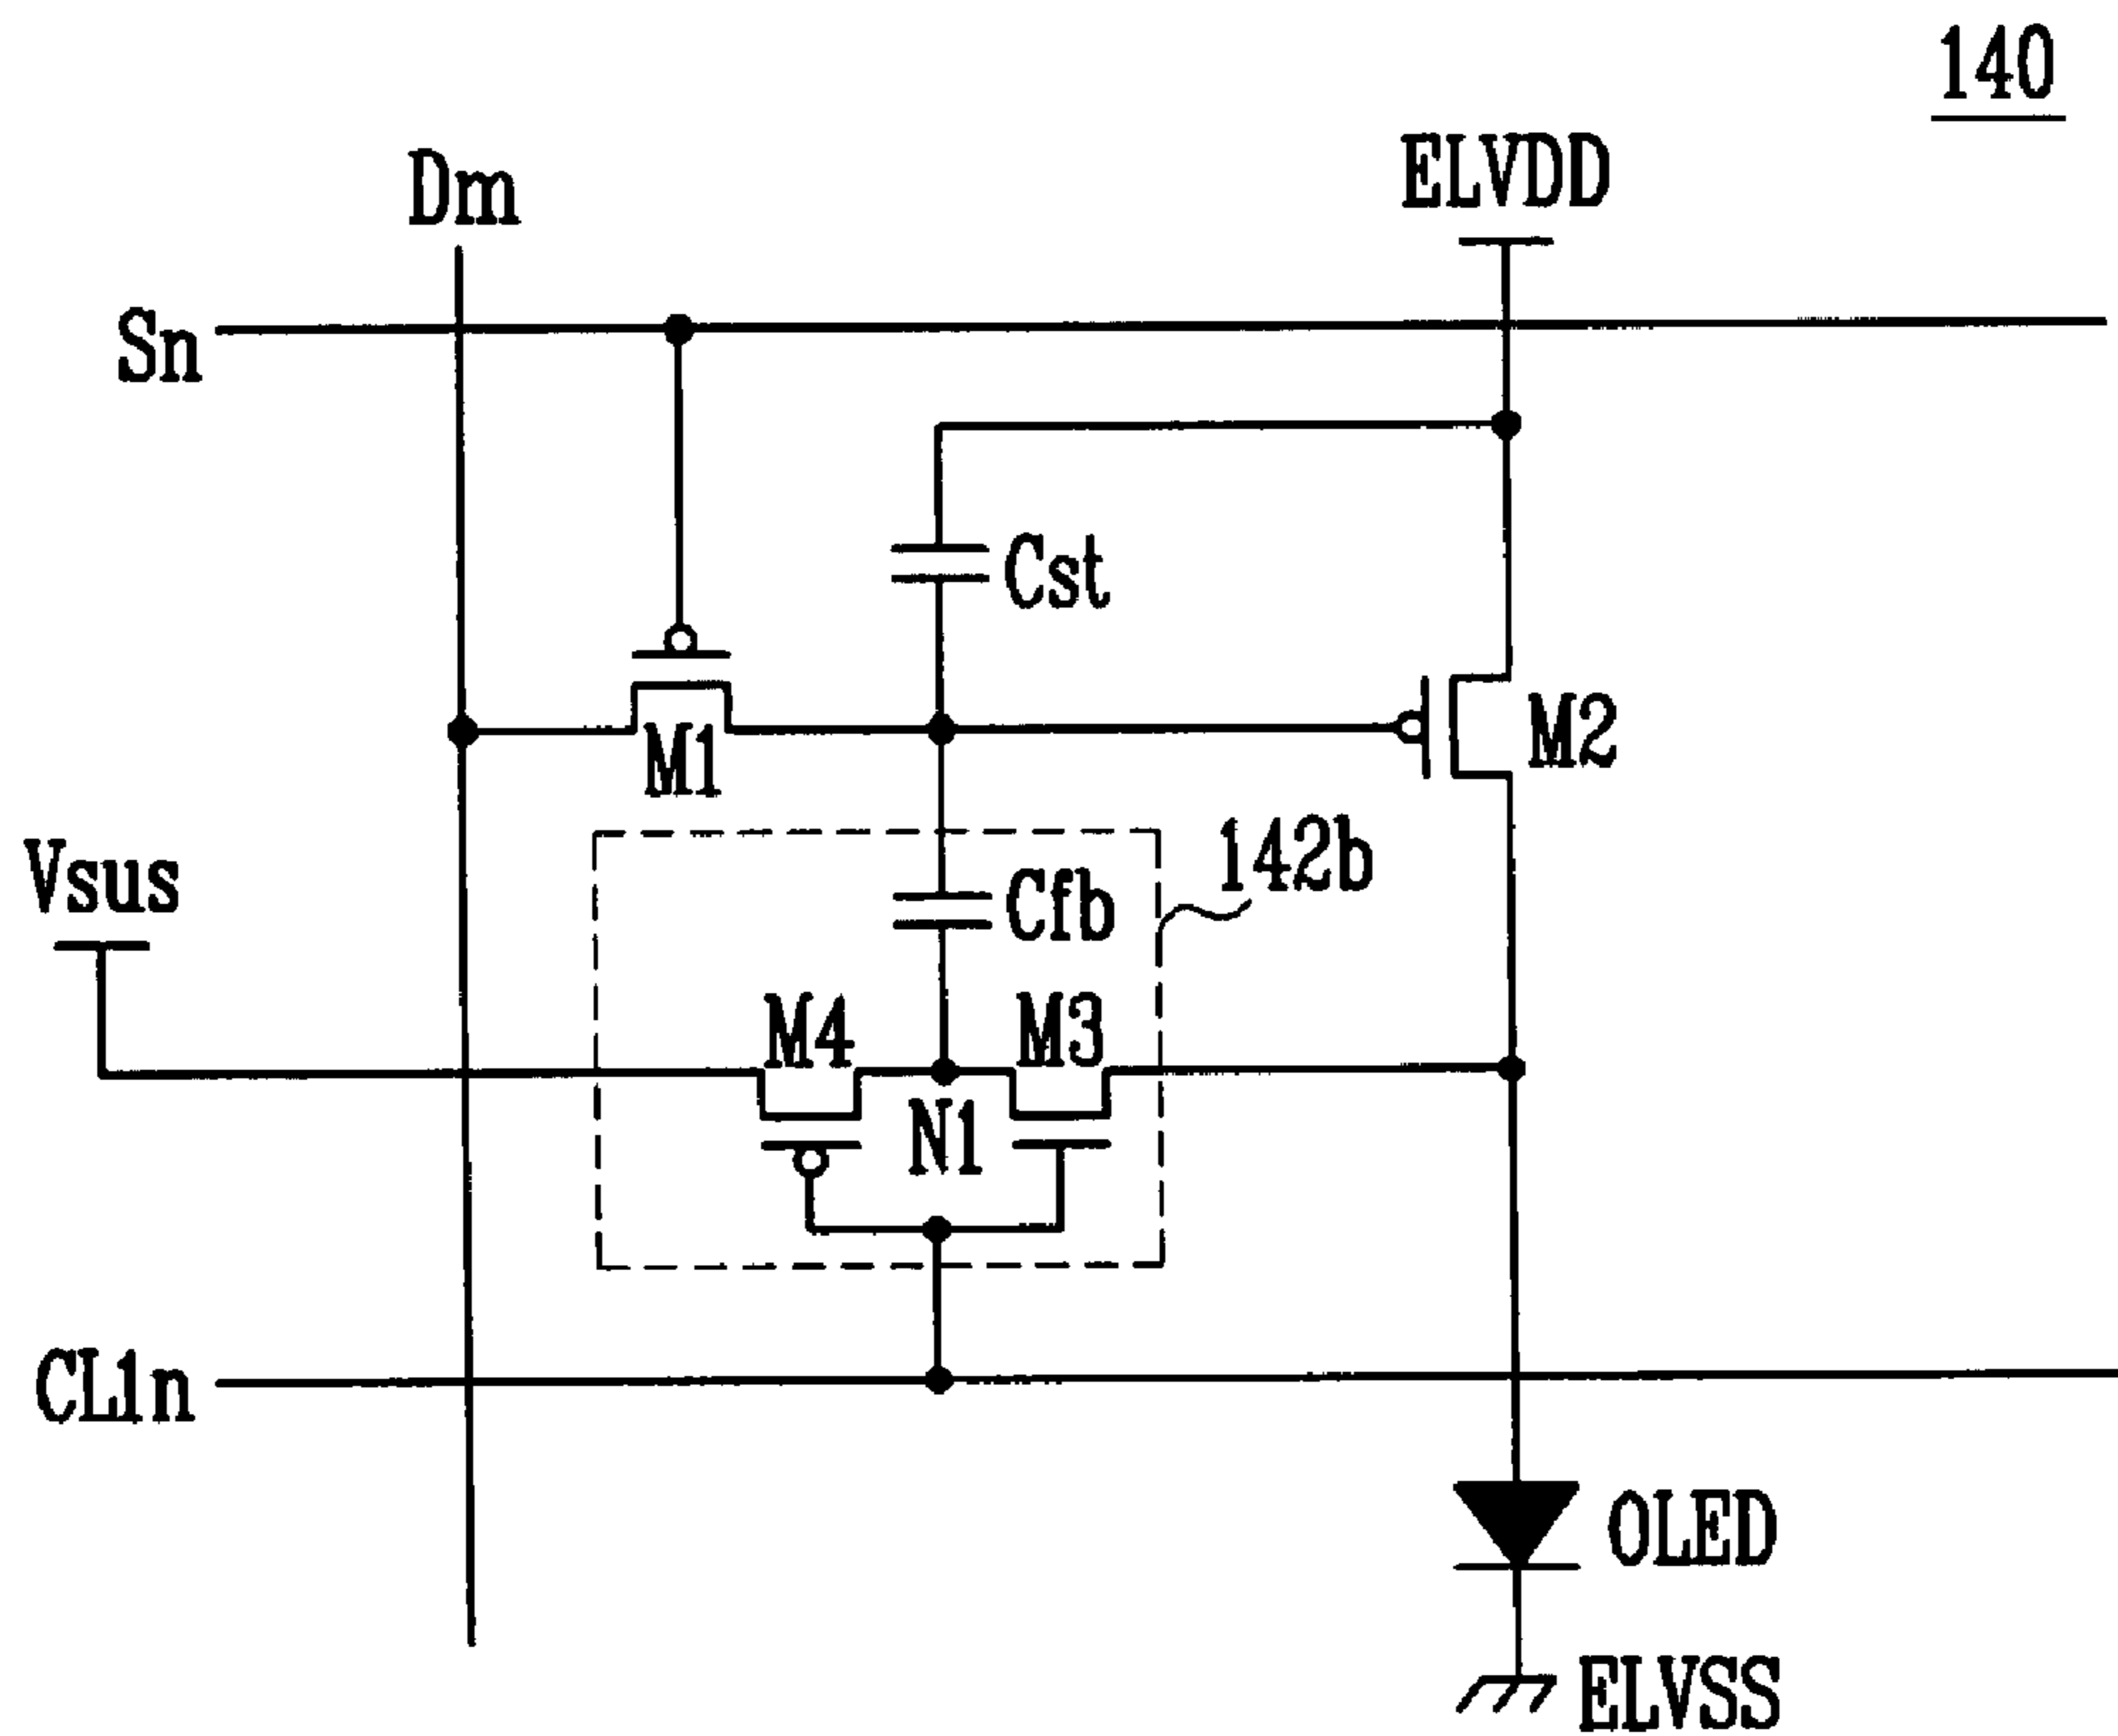 140
ELVDD
Dm
Sn
Cst
M1
M2
Vsus
142b
Cfb
M4
M3
N1
CL1n
OLED
ELVSS